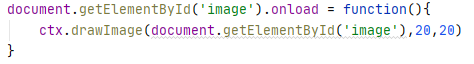 document.getElementById('image').onload = function(){
    ctx.drawImage(document.getElementById('image'),20,20)
}